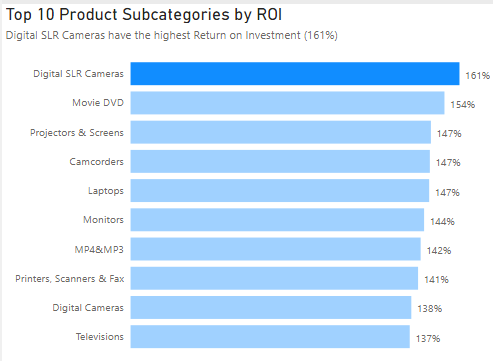 Top 10 Product Subcategories by ROI
Digital SLR Cameras have the highest Return on Investment (161%)
Digital SLR Cameras 161%
Movie DVD 154%
Projectors & Screens 147%
Camcorders 147%
Laptops 147%
Monitors 144%
MP4&MP3 142%
Printers, Scanners & Fax 141%
Digital Cameras 138%
Televisions 137%